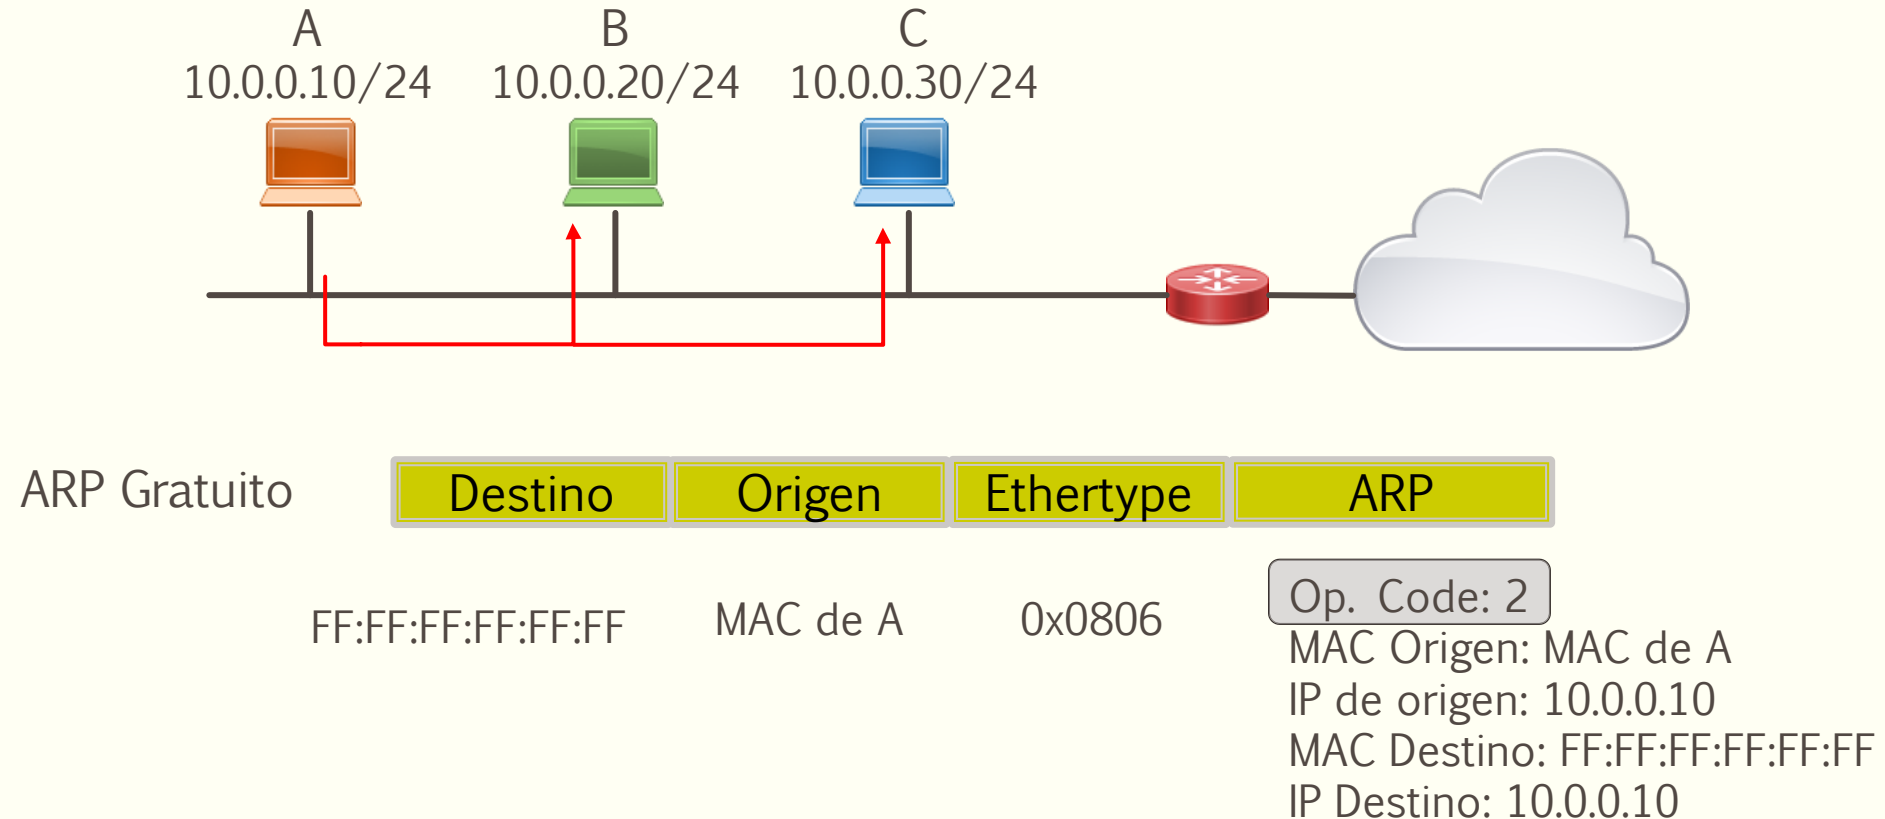 A
10.0.0.10/24
B
10.0.0.20/24
C
10.0.0.30/24
ARP Gratuito
Destino
Origen
Ethertype
ARP
FF:FF:FF:FF:FF:FF
MAC de A
0x0806
Op. Code: 2
MAC Origen: MAC de A
IP de origen: 10.0.0.10
MAC Destino: FF:FF:FF:FF:FF:FF
IP Destino: 10.0.0.10